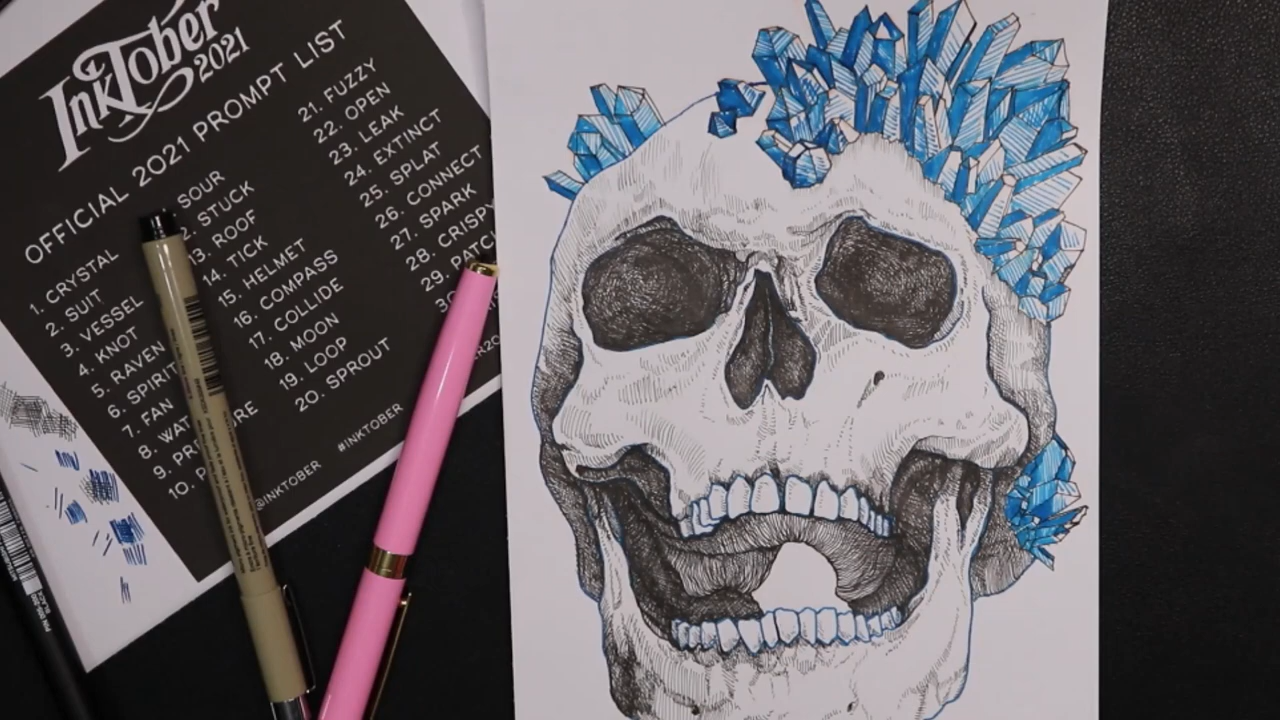 InkTober
2021
OFFICIAL 2021 PROMPT LIST
1. CRYSTAL
2. SUIT
3. VESSEL
4. KNOT
5. RAVEN
6. SPIRIT
7. FAN
8. WAT
9. PR
10. P
SOUR
2. STUCK
13. ROOF
14. TICK
15. HELMET
16. COMPASS
17. COLLIDE
18. MOON
19. LOOP
20. SPROUT
21. FUZZY
22. OPEN
23. LEAK
24. EXTINCT
25. SPLAT
26. CONNECT
27. SPARK
28. CRISPY
29. PATCH
@INKTOBER
#INKTOBER